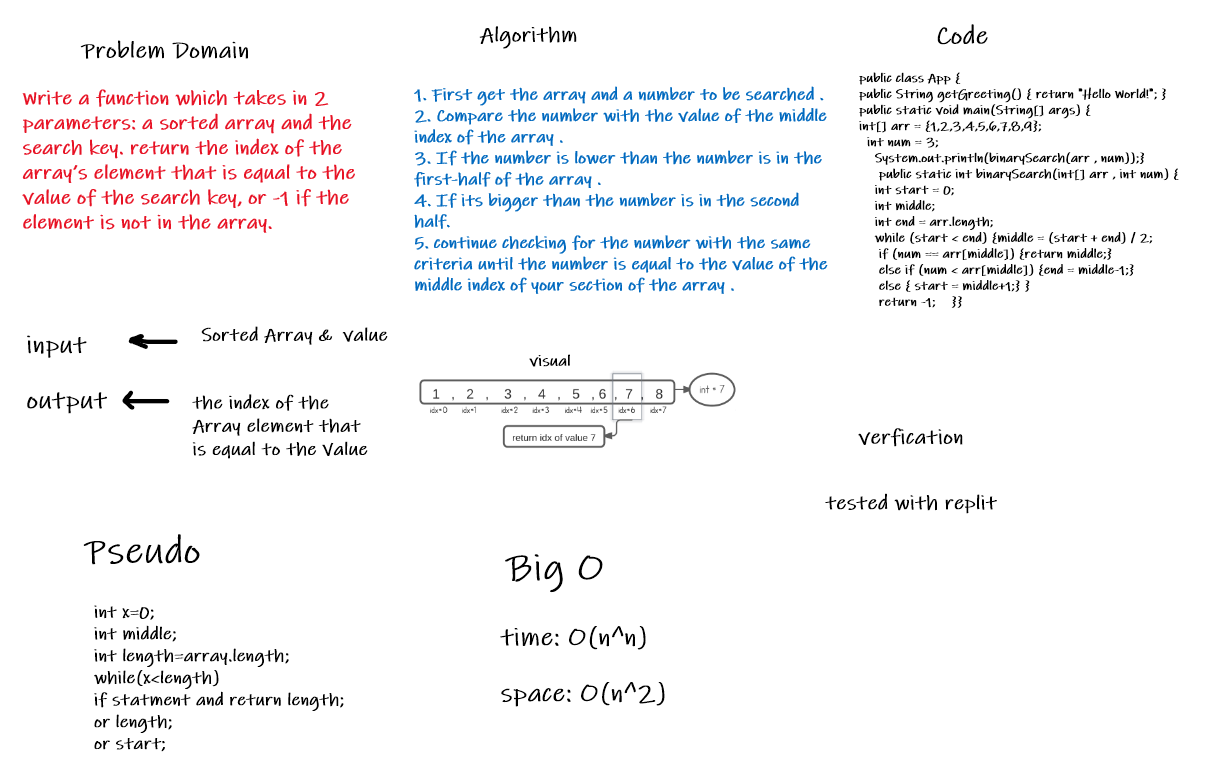 Problem Domain
Write a function which takes in 2
parameters: a sorted array and the
search key. return the index of the
array's element that is equal to the
value of the search key, or -1 if the
element is not in the array.
input
Sorted Array & value
output
the index of the
Array element that
is equal to the Value
Algorithm
1. First get the array and a number to be searched .
2. Compare the number with the value of the middle
index of the array .
3. If the number is lower than the number is in the
first-half of the array .
4. If its bigger than the number is in the second
half.
5. continue checking for the number with the same
criteria until the number is equal to the value of the
middle index of your section of the array .
visual
1 , 2 , 3 , 4 , 5 , 6 , 7 , 8
int = 7
idx=0 idx=1 idx=2 idx=3 idx=4 idx=5 idx=6 idx=7
return idx of value 7
Code
public class App {
public String getGreeting() { return "Hello World!"; }
public static void main(String[] args) {
int[] arr = {1,2,3,4,5,6,7,8,9};
int num = 3;
System.out.println(binarySearch(arr , num));}
public static int binarySearch(int[] arr , int num) {
int start = 0;
int middle;
int end = arr.length;
while (start < end) {middle = (start + end) / 2;
if (num == arr[middle]) {return middle;}
else if (num < arr[middle]) {end = middle-1;}
else { start = middle+1;} }
return -1; }}
verfication
tested with replit
Pseudo
int x=0;
int middle;
int length=array.length;
while(x<length)
if statment and return length;
or length;
or start;
Big O
time: O(n^n)
space: O(n^2)